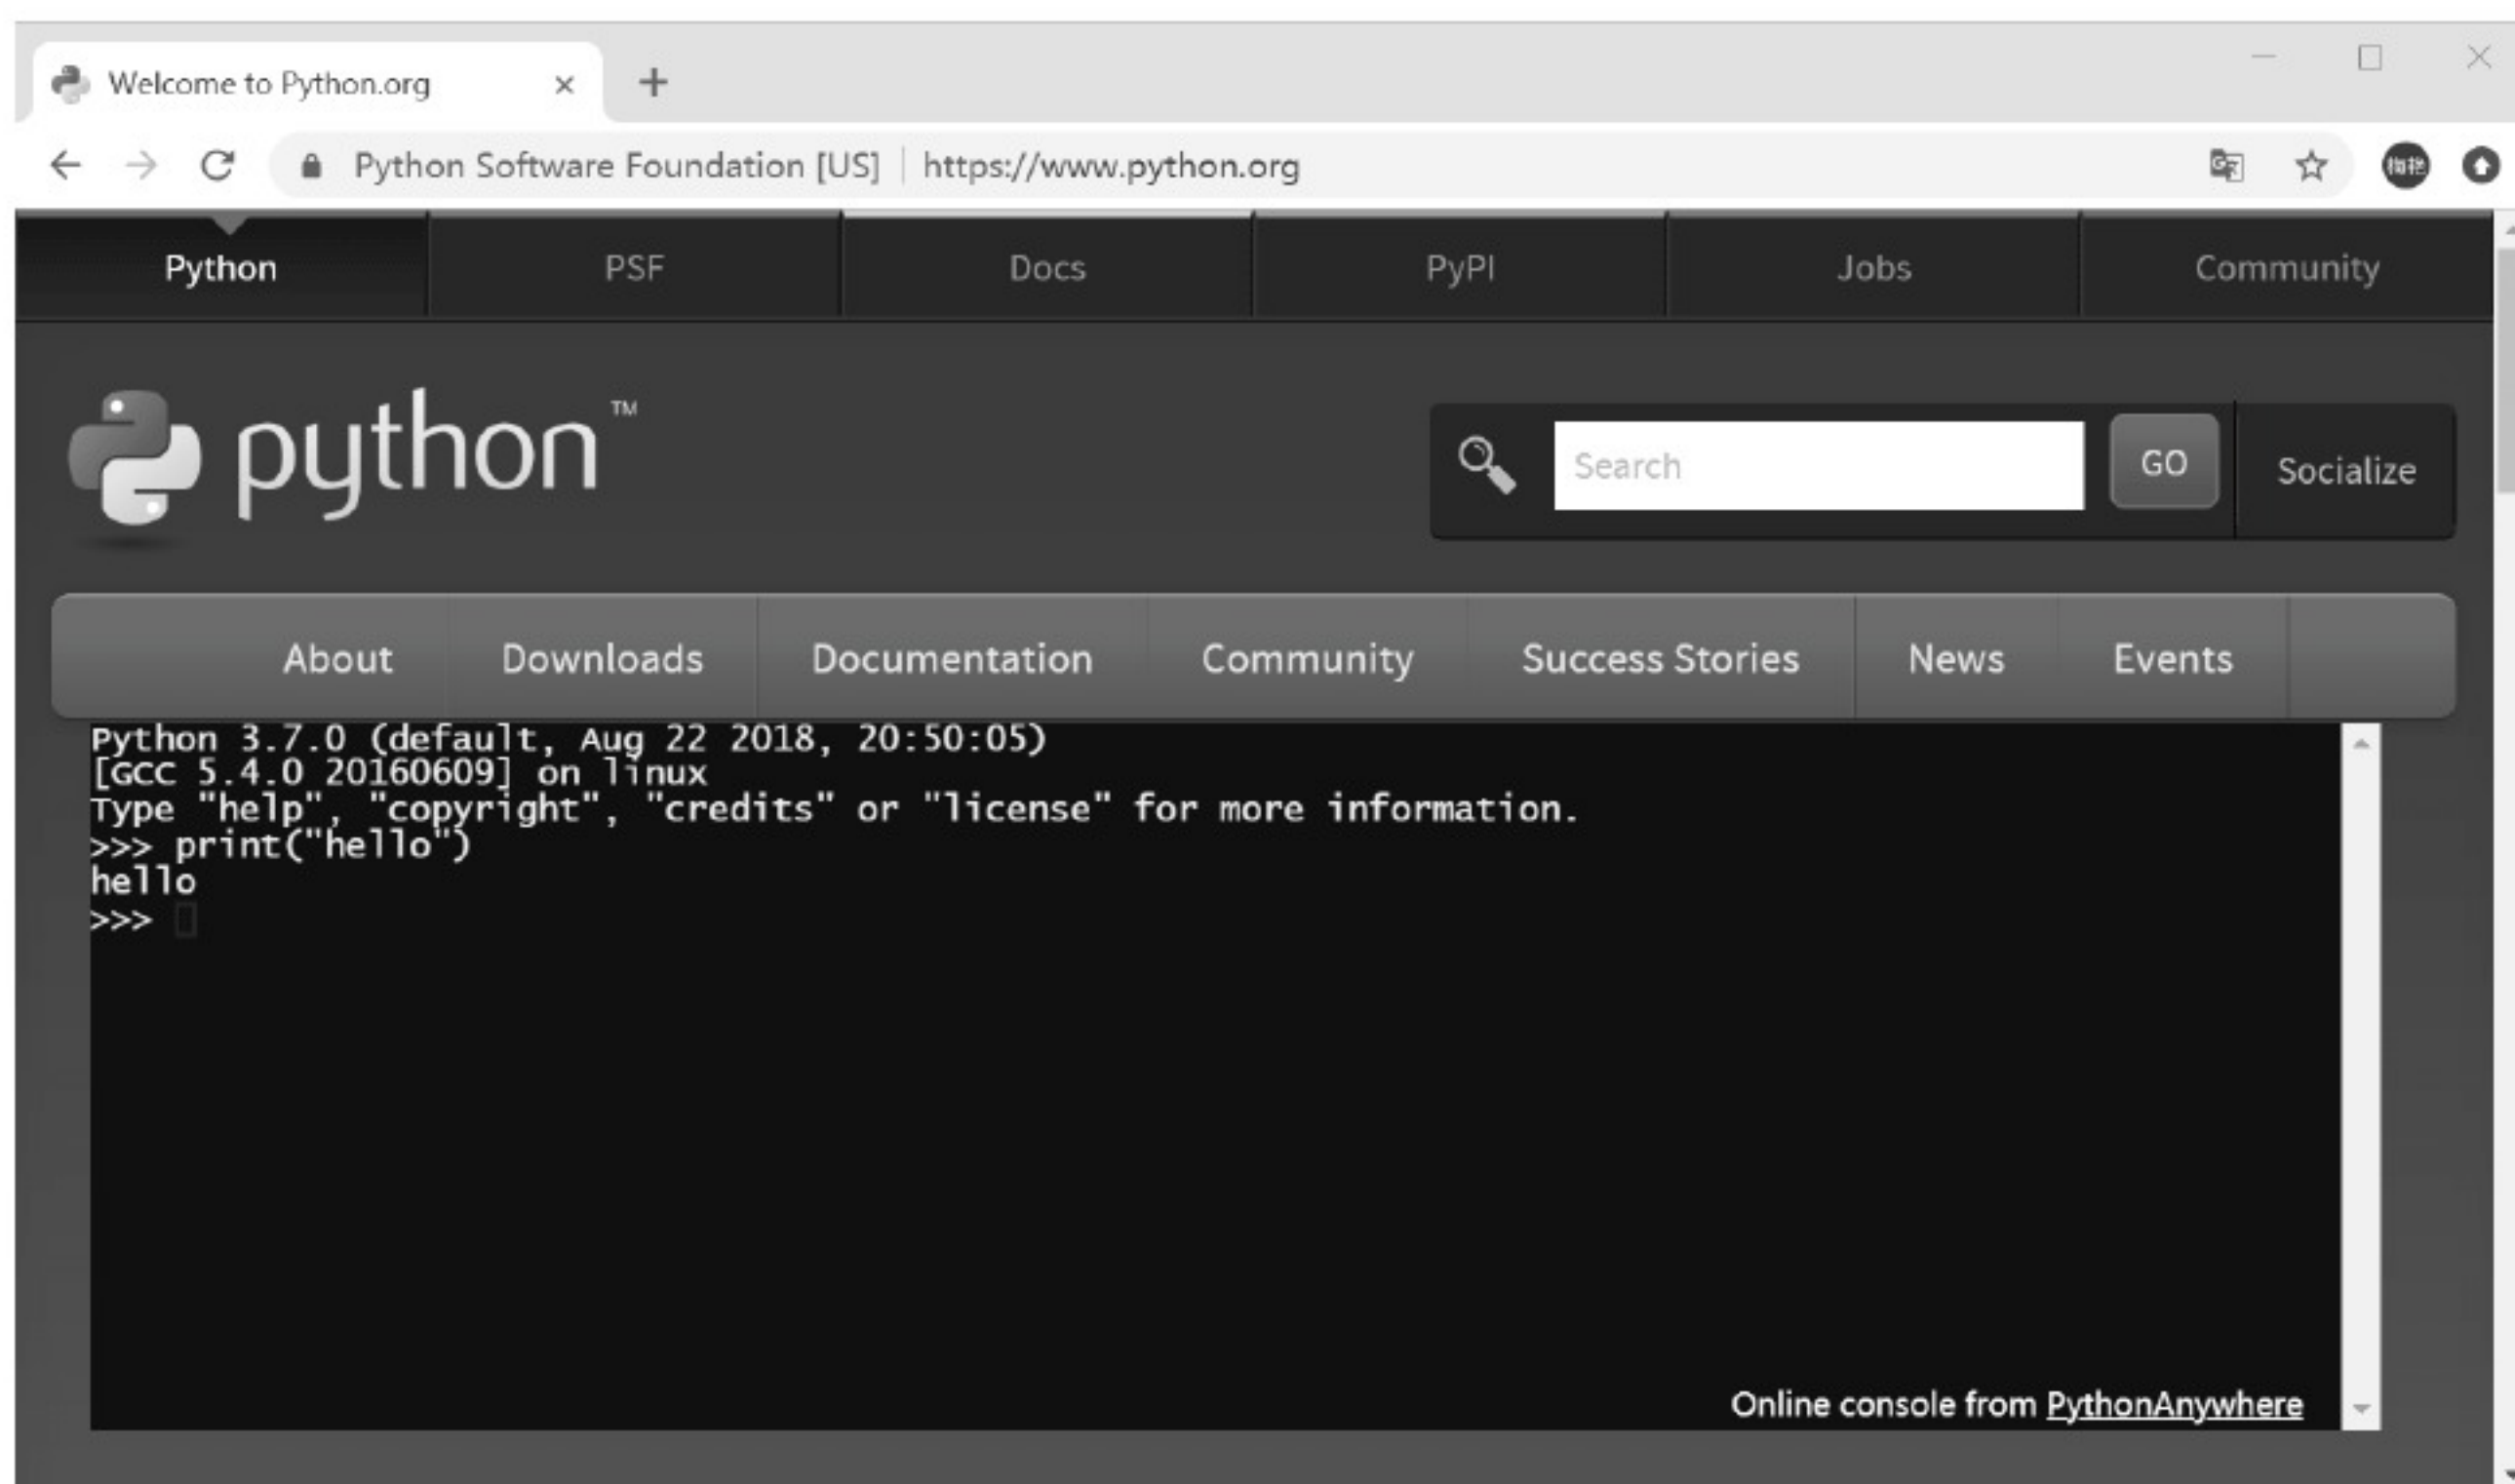 Welcome to Python.org
Python Software Foundation [US] | https://www.python.org
Python PSF Docs PyPI Jobs Community
python™
Search GO Socialize
About Downloads Documentation Community Success Stories News Events
Python 3.7.0 (default, Aug 22 2018, 20:50:05)
[GCC 5.4.0 20160609] on linux
Type "help", "copyright", "credits" or "license" for more information.
>>> print("hello")
hello
>>>
Online console from PythonAnywhere